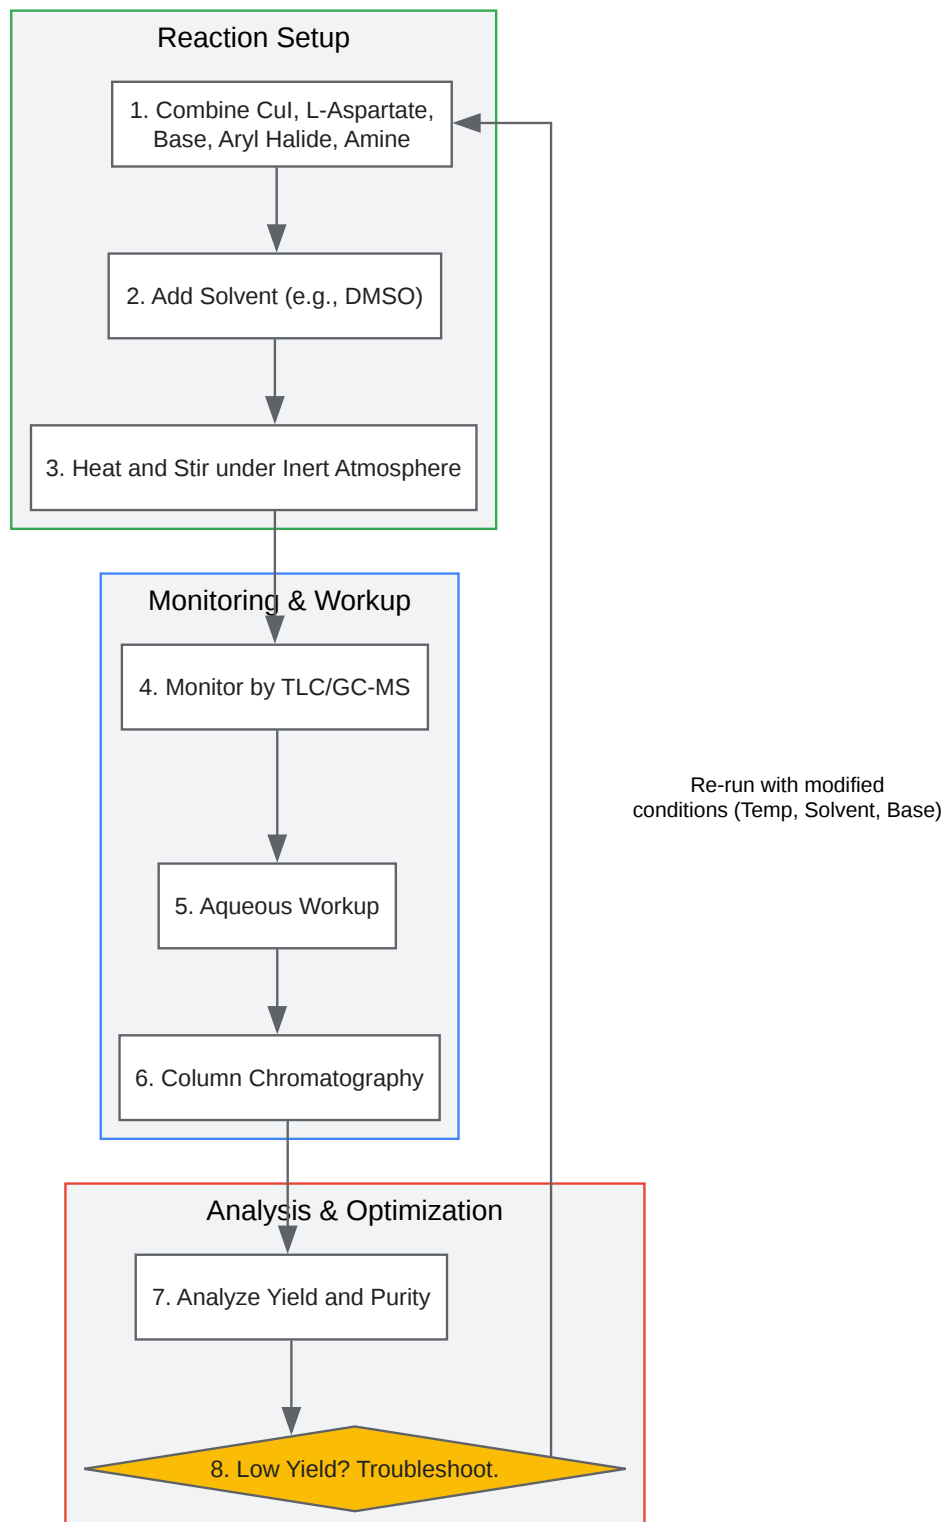 Reaction Setup
1. Combine CuI, L-Aspartate,
Base, Aryl Halide, Amine
2. Add Solvent (e.g., DMSO)
3. Heat and Stir under Inert Atmosphere
Monitoring & Workup
4. Monitor by TLC/GC-MS
Re-run with modified
conditions (Temp, Solvent, Base)
5. Aqueous Workup
6. Column Chromatography
Analysis & Optimization
7. Analyze Yield and Purity
8. Low Yield? Troubleshoot.